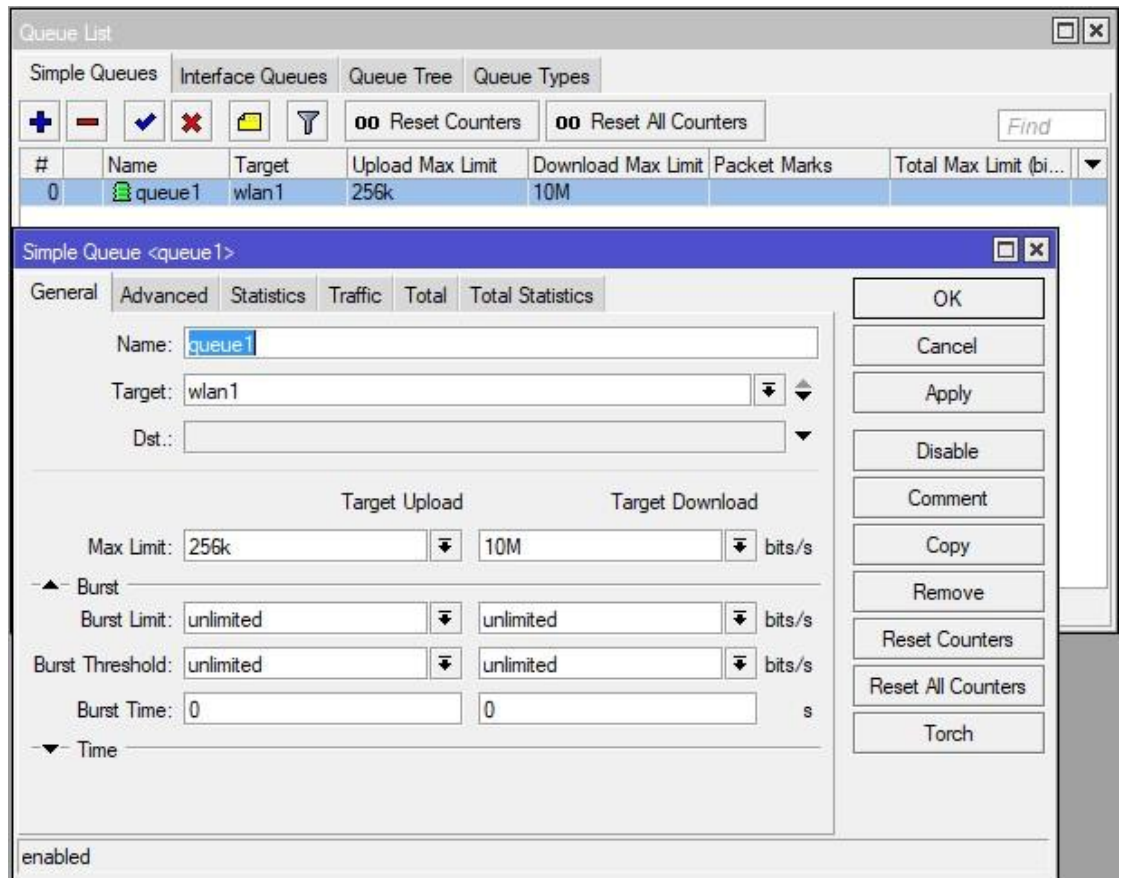 Queue List
Simple Queues Interface Queues Queue Tree Queue Types
00 Reset Counters 00 Reset All Counters Find
# Name Target Upload Max Limit Download Max Limit Packet Marks Total Max Limit (bi...
0 queue1 wlan1 256k 10M
Simple Queue <queue1>
General Advanced Statistics Traffic Total Total Statistics
OK
Name: queue1
Cancel
Target: wlan1
Apply
Dst.:
Disable
Target Upload Target Download
Comment
Max Limit: 256k 10M bits/s
Copy
Burst
Remove
Burst Limit: unlimited unlimited bits/s
Reset Counters
Burst Threshold: unlimited unlimited bits/s
Reset All Counters
Burst Time: 0 0 s
Torch
Time
enabled